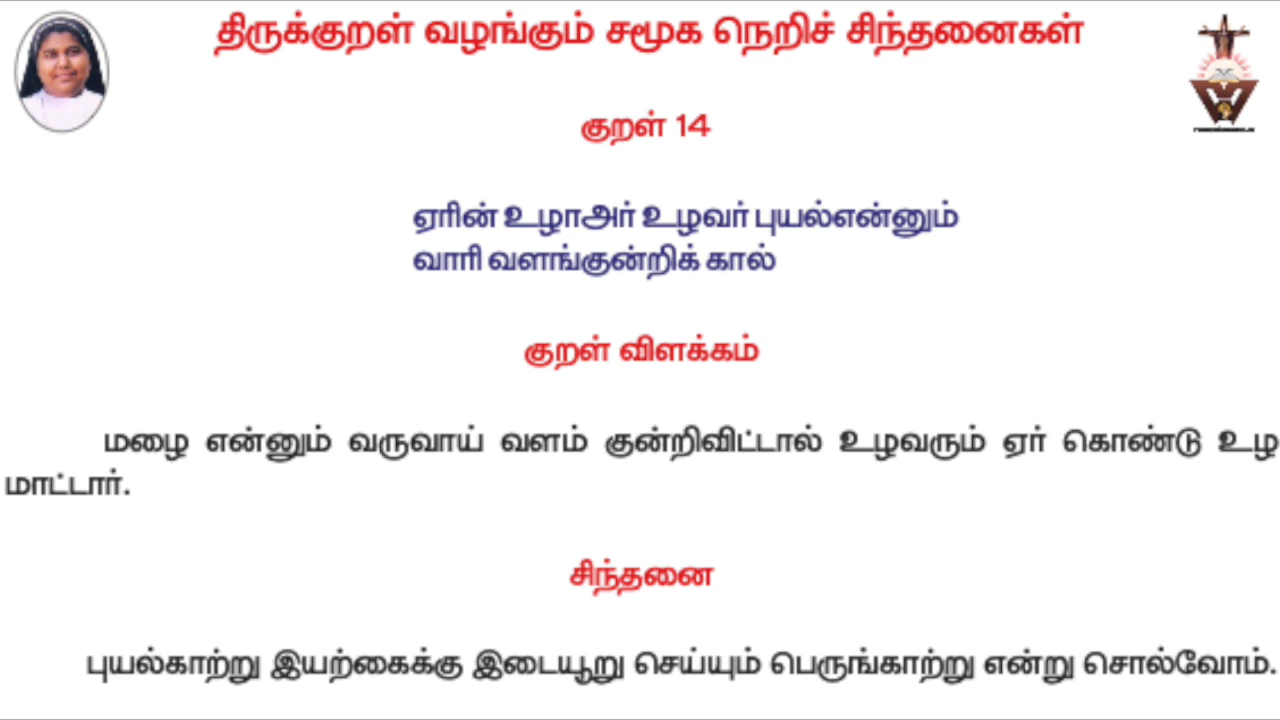 திருக்குறள் வழங்கும் சமூக நெறிச் சிந்தனைகள்
குறள் 14
ஏரின் உழாஅர் உழவர் புயல்என்னும்
வாரி வளங்குன்றிக் கால்
குறள் விளக்கம்
மழை என்னும் வருவாய் வளம் குன்றிவிட்டால் உழவரும் ஏர் கொண்டு உழ
மாட்டார்.
சிந்தனை
புயல்காற்று இயற்கைக்கு இடையூறு செய்யும் பெருங்காற்று என்று சொல்வோம்.